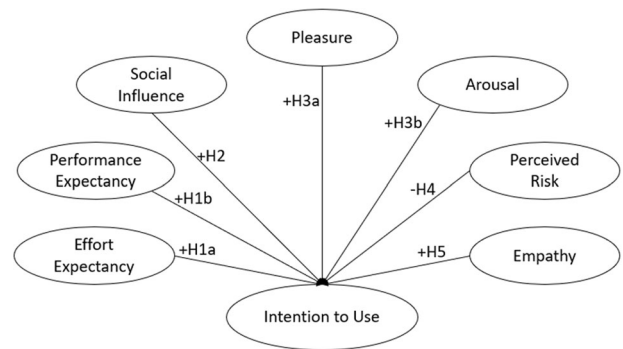 Pleasure
Social
Influence
Arousal
+H3a
+H3b
+H2
Performance
Expectancy
Perceived
Risk
-H4
+H1b
Effort
Expectancy
+H1a
+H5
Empathy
Intention to Use